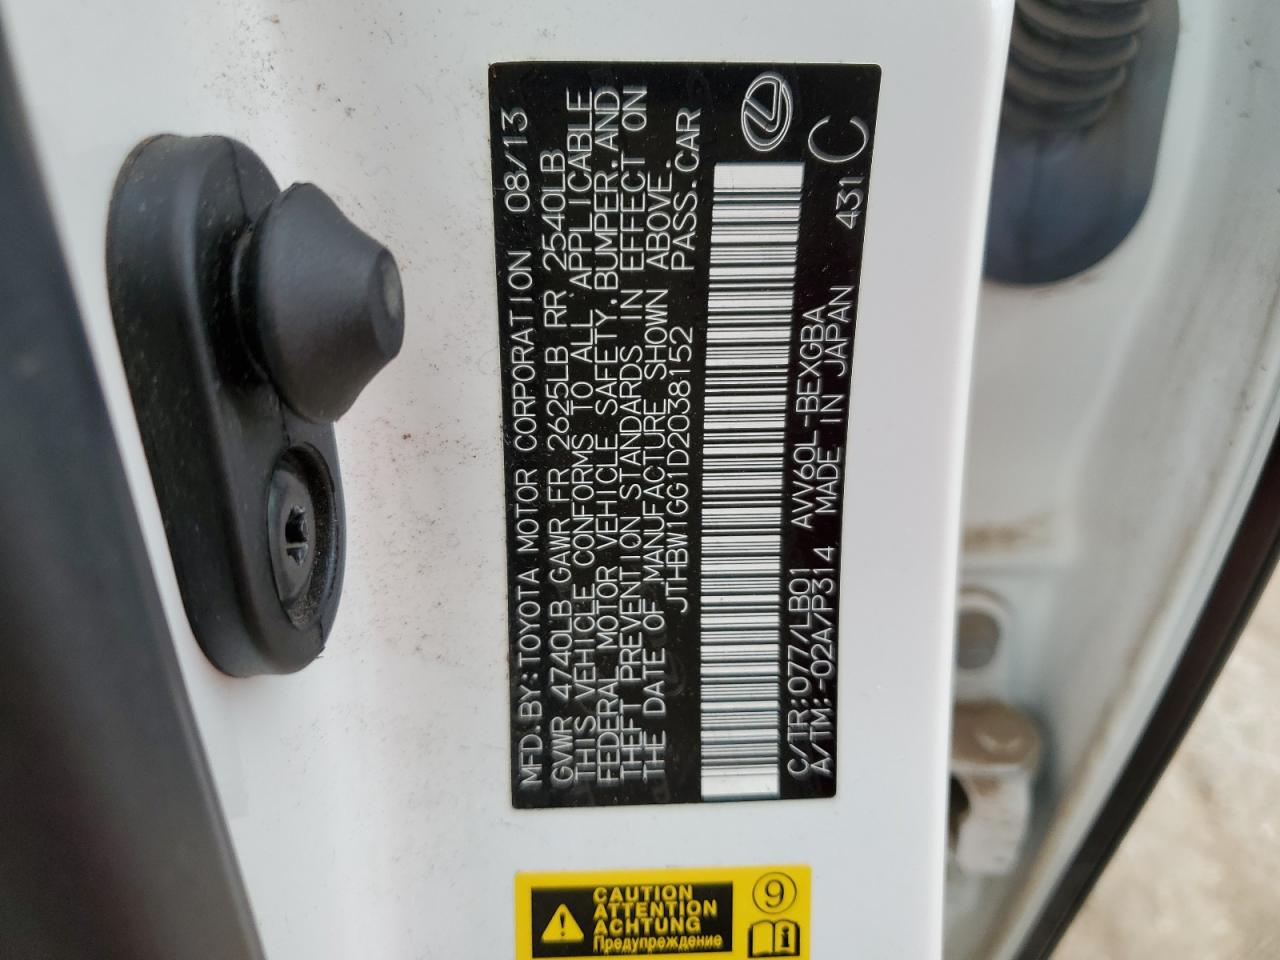 MFD.BY:TOYOTA MOTOR CORPORATION 08/13
GVWR 4740LB GAWR FR 2625LB RR 2540LB
THIS VEHICLE CONFORMS TO ALL APPLICABLE
FEDERAL MOTOR VEHICLE SAFETY,BUMPER,AND
THEFT PREVENTION STANDARDS IN EFFECT ON
THE DATE OF MANUFACTURE SHOWN ABOVE.
JTHBW1GG1D2038152 PASS.CAR
C/TR:077/LB01 AVV60L-BEXGBA
A/TM:-02A/P314 MADE IN JAPAN 431 C
CAUTION
ATTENTION
ACHTUNG
Предупреждение
9
i